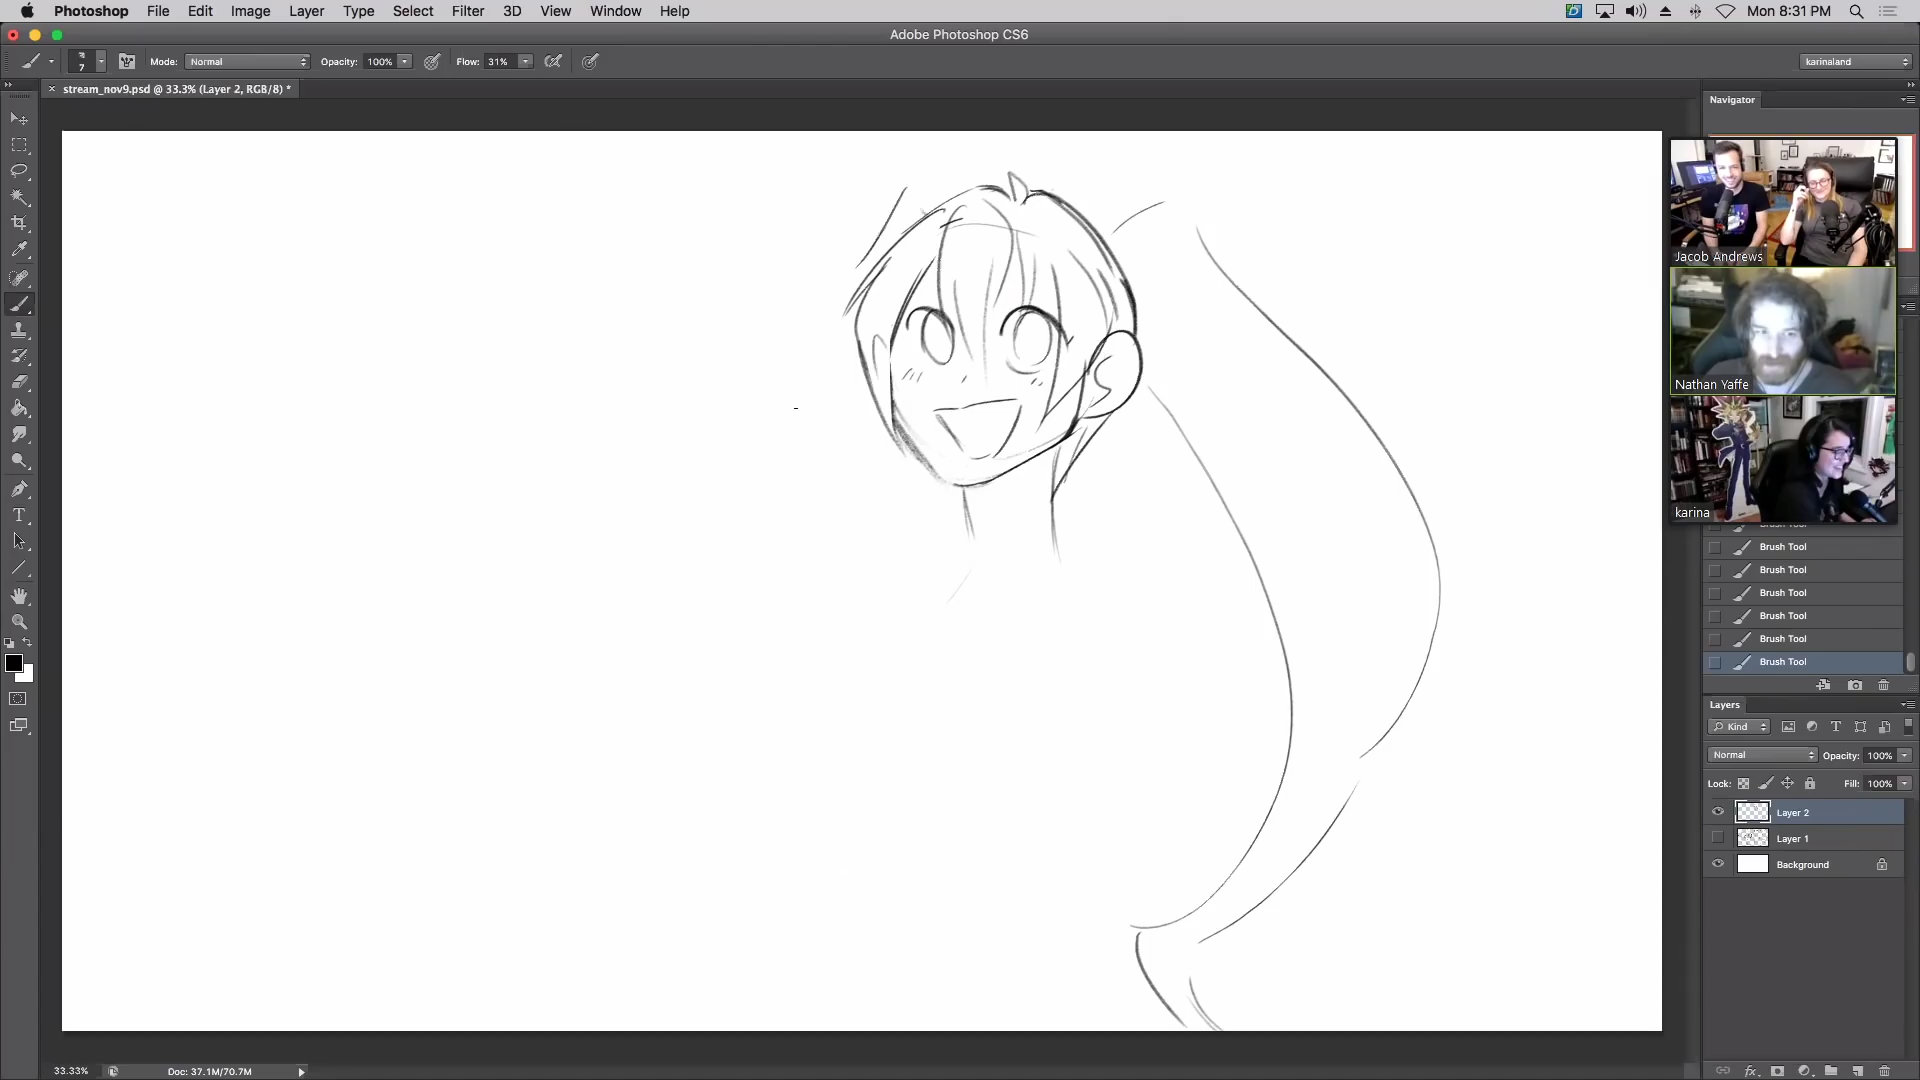 Photoshop File Edit Image Layer Type Select Filter 3D View Window Help Mon 8:31 PM
Adobe Photoshop CS6
7 Mode: Normal Opacity: 100% Flow: 31% karinaland
× stream_nov9.psd @ 33.3% (Layer 2, RGB/8) *
Navigator
Jacob Andrews
Nathan Yaffe
karina
Brush Tool
Brush Tool
Brush Tool
Brush Tool
Brush Tool
Brush Tool
Brush Tool
Layers
Kind
Normal Opacity: 100%
Lock: Fill: 100%
Layer 2
Layer 1
Background
33.33% Doc: 37.1M/70.7M